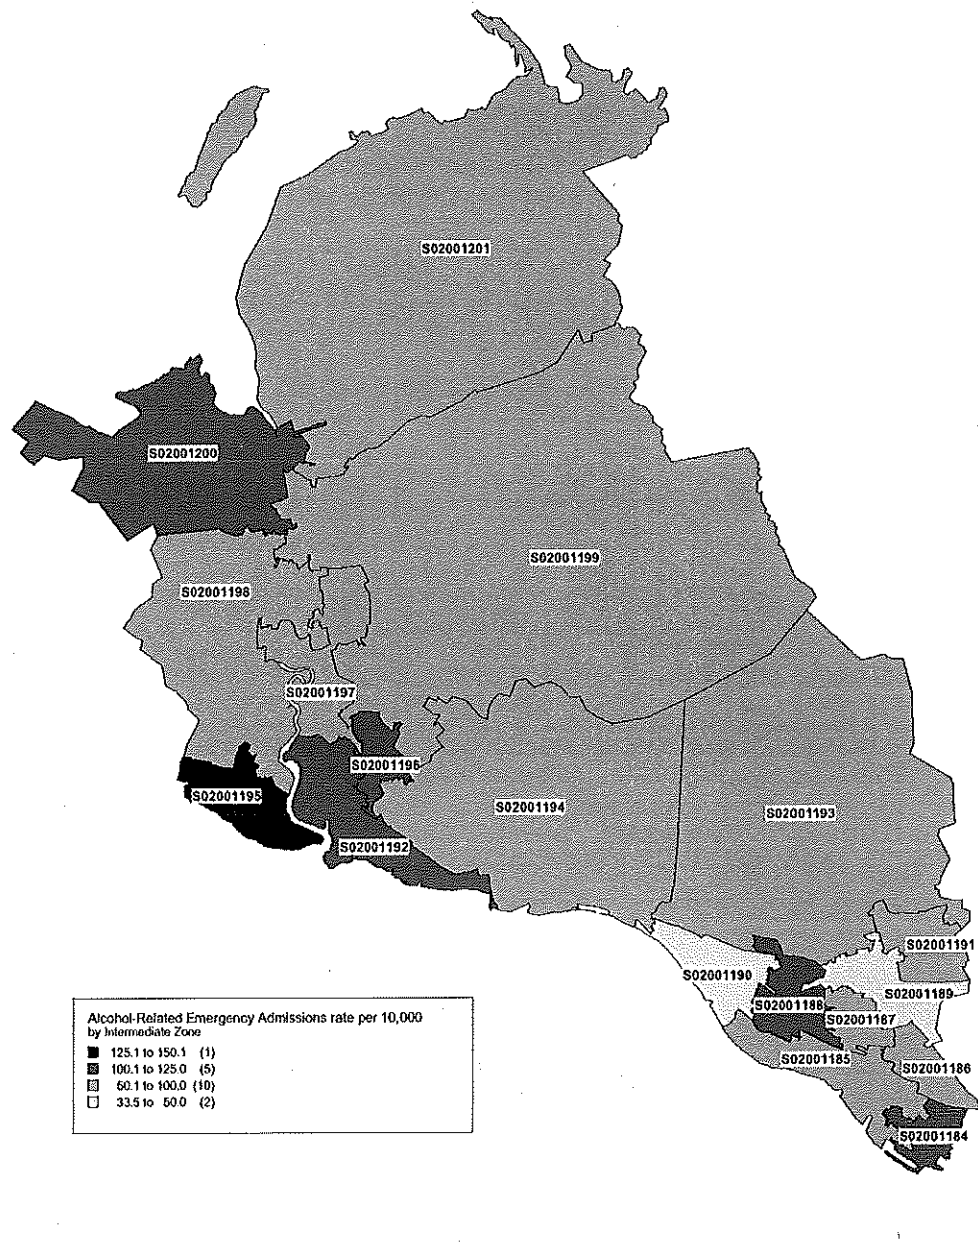 S02001201
S02001200
S02001199
S02001198
S02001197
S02001196
S02001195
S02001194
S02001193
S02001192
S02001191
S02001190
S02001189
S02001188
S02001187
S02001185
S02001186
S02001184
Alcohol-Related Emergency Admissions rate per 10,000
by Intermediate Zone
125.1 to 150.1 (1)
100.1 to 125.0 (5)
60.1 to 100.0 (10)
33.5 to 60.0 (2)